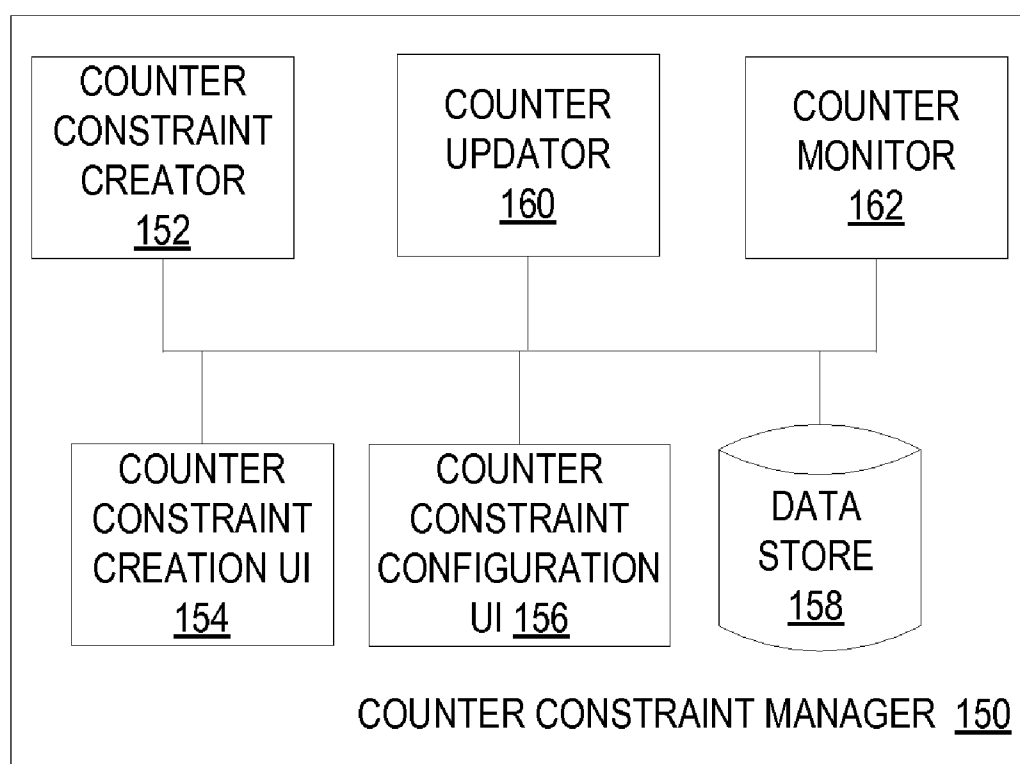 COUNTER
CONSTRAINT
CREATOR
152
COUNTER
UPDATOR
160
COUNTER
MONITOR
162
COUNTER
CONSTRAINT
CREATION UI
154
COUNTER
CONSTRAINT
CONFIGURATION
UI 156
DATA
STORE
158
COUNTER CONSTRAINT MANAGER 150